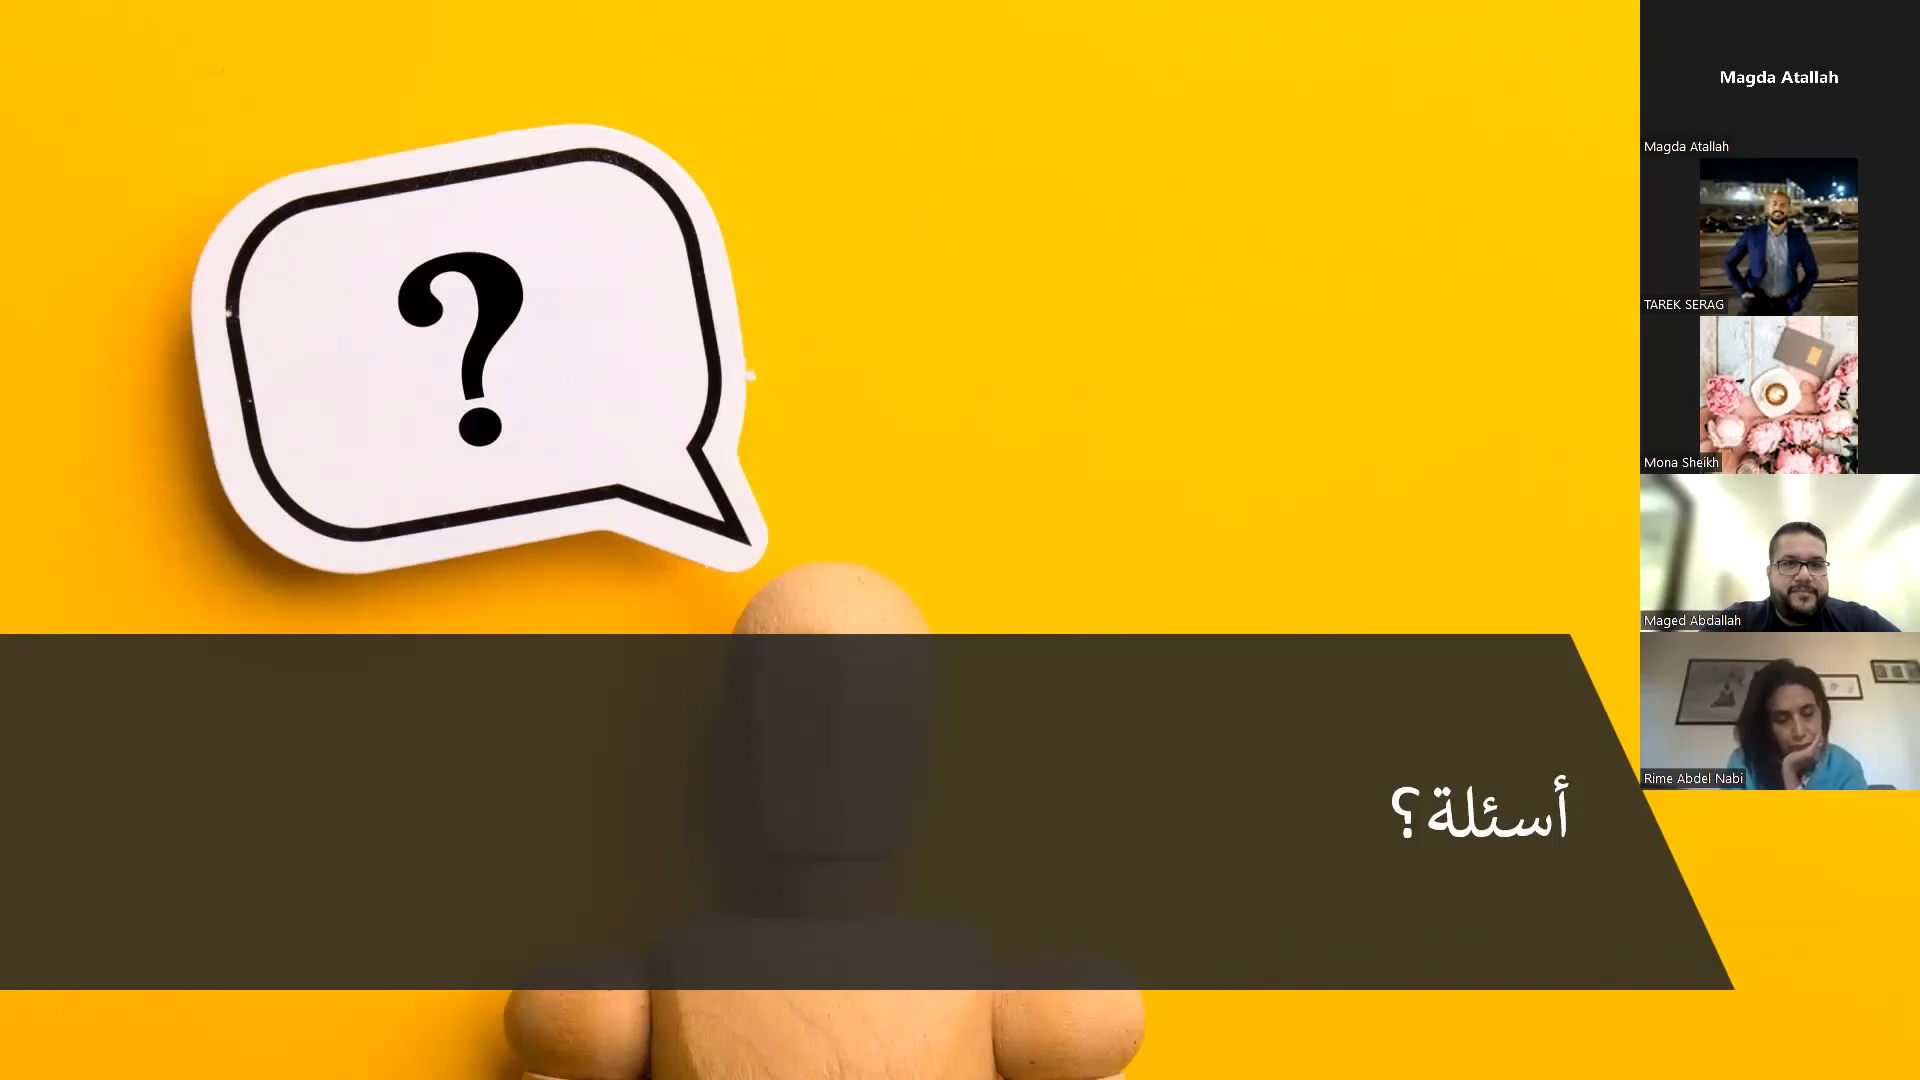 ?
أسئلة؟
Magda Atallah
Magda Atallah
TAREK SERAG
Mona Sheikh
Maged Abdallah
Rime Abdel Nabi